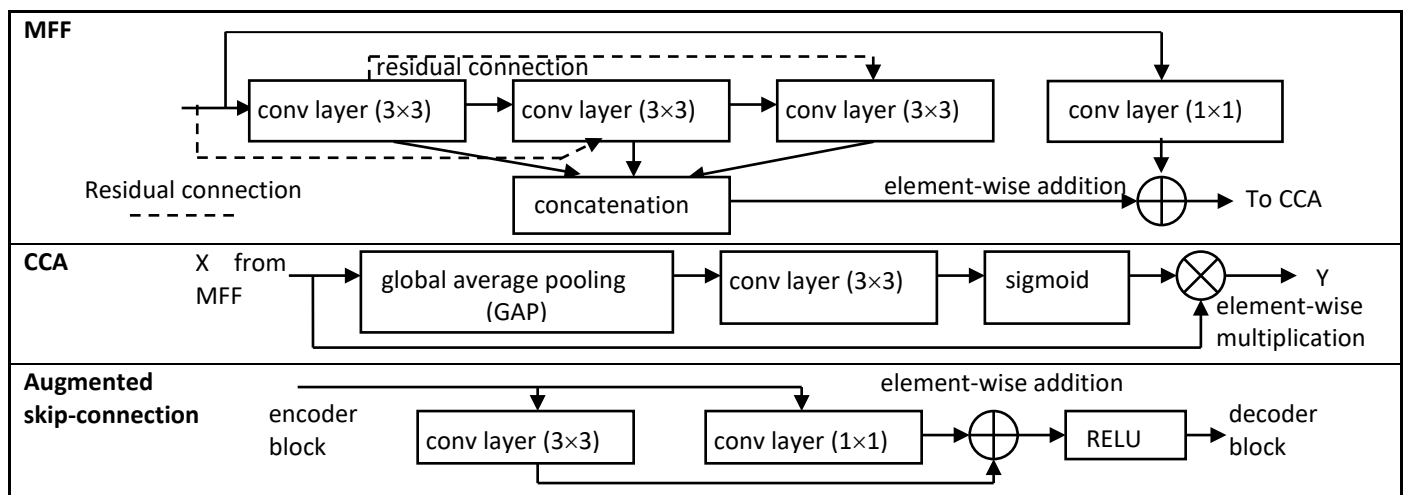 MFF
residual connection
conv layer (3×3)
conv layer (3×3)
conv layer (3×3)
conv layer (1×1)
Residual connection
concatenation
element-wise addition
To CCA
CCA
X from
MFF
global average pooling
(GAP)
conv layer (3×3)
sigmoid
Y
element-wise
multiplication
Augmented
skip-connection
encoder
block
conv layer (3×3)
conv layer (1×1)
element-wise addition
RELU
decoder
block